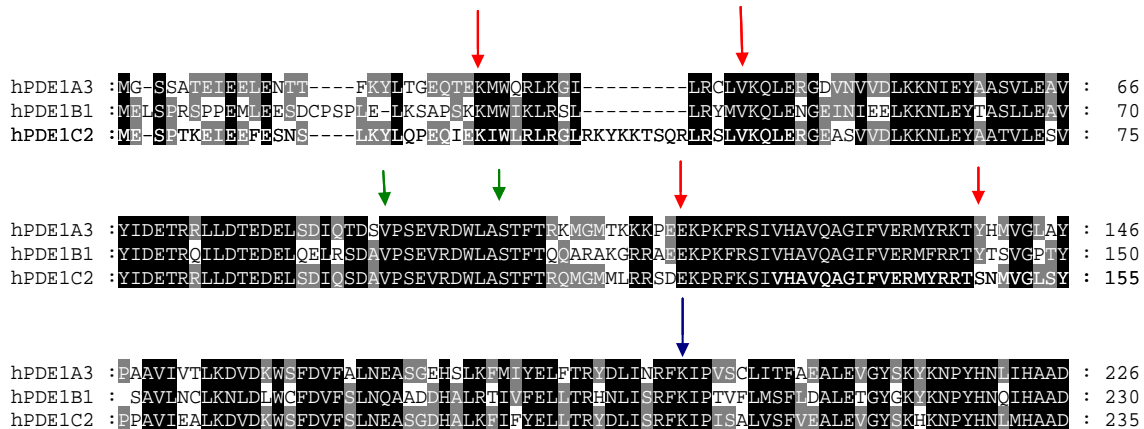 hPDE1A3 :MG-SSATEIEELENTT----FKYLTGEQTEKMWQRLKGI---------LRCLVKQLERGDVNVVDLKKNIEYAASVLEAV : 66
hPDE1B1 :MELSPRSPPEMLEESDCPSPLE-LKSAPSKKMWIKLRSL---------LRYMVKQLENGEINIEELKKNLEYTASLLEAV : 70
hPDE1C2 :ME-SPTKEIEEFESNS----LKYLQPEQIEKIWLRLRGLRKYKKTSQRLRSLVKQLERGEASVVDLKKNLEYAATVLESV : 75
hPDE1A3 :YIDETRRLLDTEDELSDIQTDSVPSEVRDWLASTFTRKMGMTKKKPEEKPKFRSIVHAVQAGIFVERMYRKTYHMVGLAY : 146
hPDE1B1 :YIDETRQILDTEDELQELRSDAVPSEVRDWLASTFTQQARAKGRRAEEKPKFRSIVHAVQAGIFVERMFRRTYTSVGPTY : 150
hPDE1C2 :YIDETRRLLDTEDELSDIQSDAVPSEVRDWLASTFTRQMGMMLRRSDEKPRFKSIVHAVQAGIFVERMYRRTSNMVGLSY : 155
hPDE1A3 :PAAVIVTLKDVDKWSFDVFALNEASGEHSLKFMIYELFTRYDLINRFKIPVSCLITFAEALEVGYSKYKNPYHNLIHAAD : 226
hPDE1B1 :SAVLNCLKNLDLWCFDVFSLNQAADDHALRTIVFELLTRHNLISRFKIPTVFLMSFLDALETGYGKYKNPYHNQIHAAD : 230
hPDE1C2 :PPAVIEALKDVDKWSFDVFSLNEASGDHALKFIFYELLTRYDLISRFKIPISALVSFVEALEVGYSKHKNPYHNLMHAAD : 235